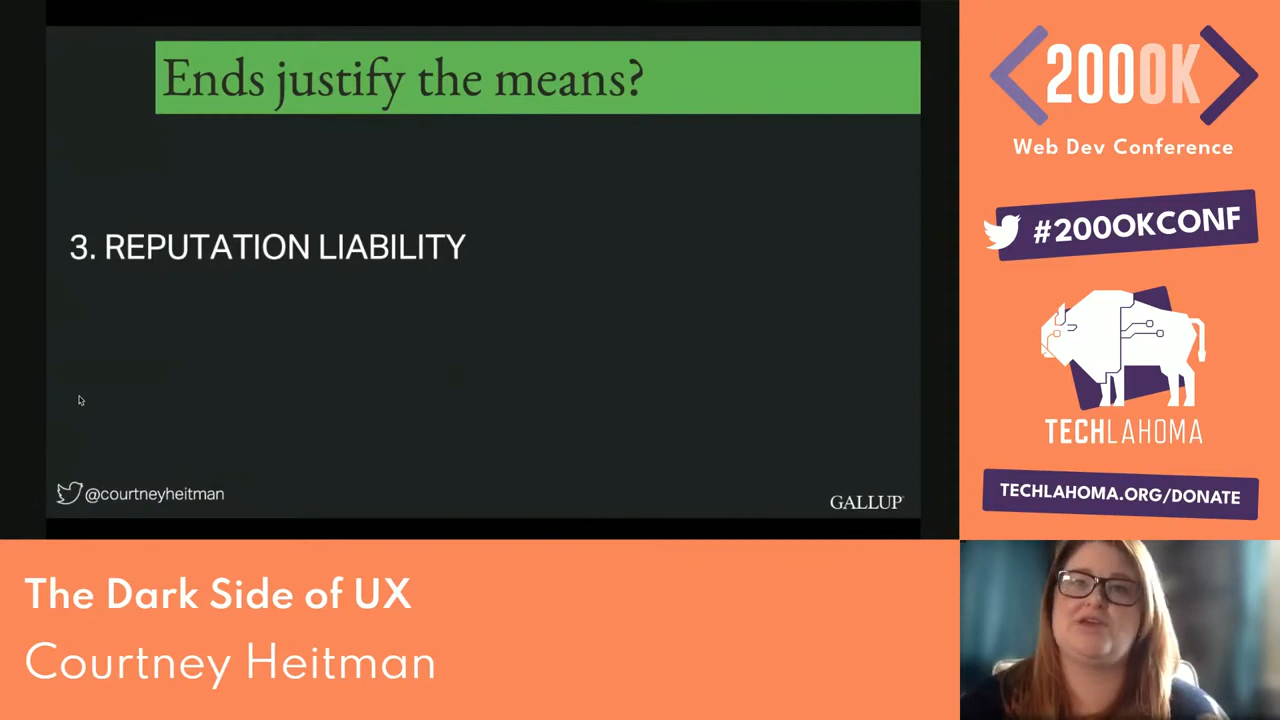 Ends justify the means?
3. REPUTATION LIABILITY
@courtneyheitman
GALLUP
200OK
Web Dev Conference
#200OKCONF
TECHLAHOMA
TECHLAHOMA.ORG/DONATE
The Dark Side of UX
Courtney Heitman